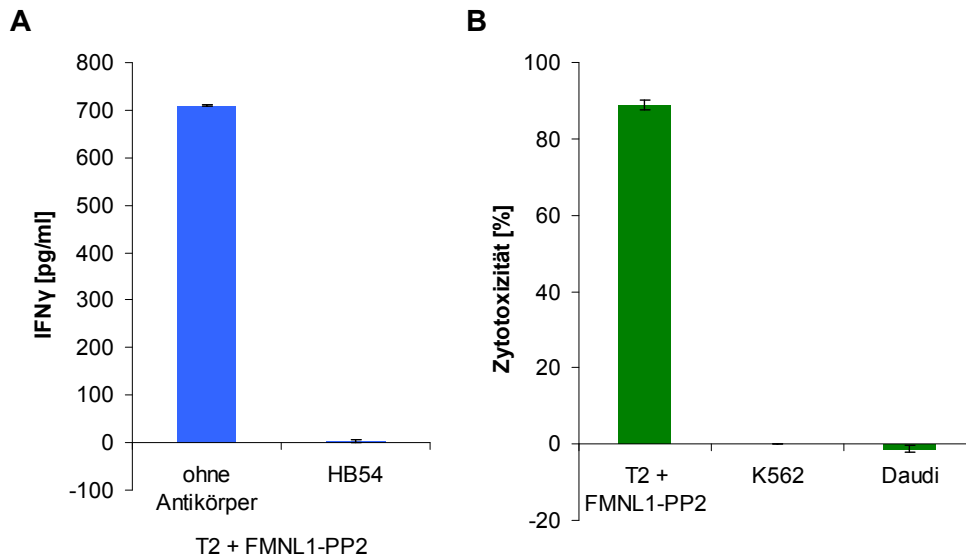 A
800
700
600
500
400
300
200
100
0
-100
IFNγ [pg/ml]
ohne
Antikörper
HB54
T2 + FMNL1-PP2
B
100
80
60
40
20
0
-20
Zytotoxizität [%]
T2 +
FMNL1-PP2
K562
Daudi